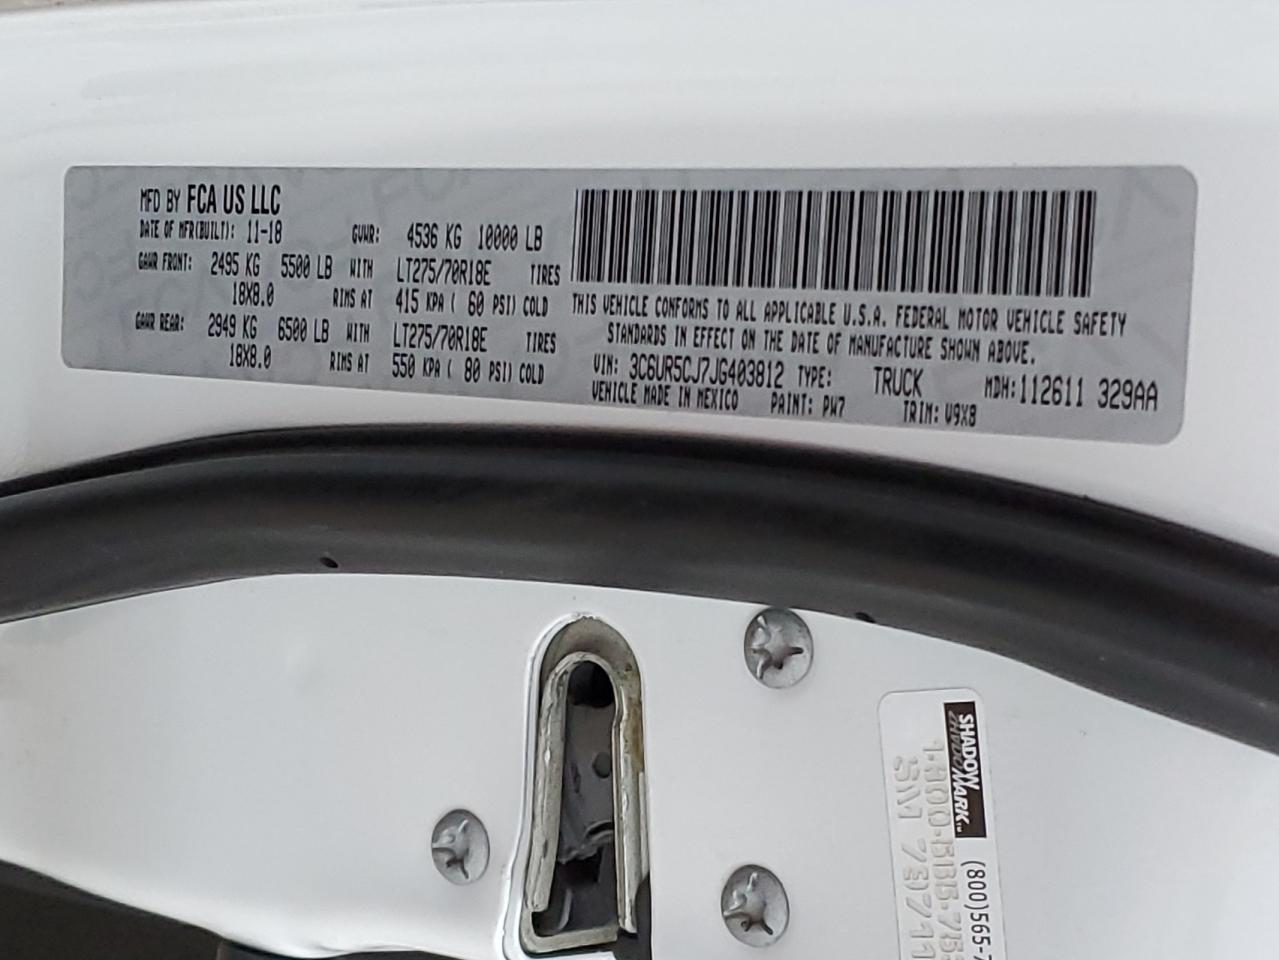 MFD BY FCA US LLC
DATE OF MFR(BUILT): 11-18 GVWR: 4536 KG 10000 LB
GAWR FRONT: 2495 KG 5500 LB WITH LT275/70R18E TIRES
18X8.0 RIMS AT 415 KPA ( 60 PSI) COLD
GAWR REAR: 2949 KG 6500 LB WITH LT275/70R18E TIRES
18X8.0 RIMS AT 550 KPA ( 80 PSI) COLD
THIS VEHICLE CONFORMS TO ALL APPLICABLE U.S.A. FEDERAL MOTOR VEHICLE SAFETY
STANDARDS IN EFFECT ON THE DATE OF MANUFACTURE SHOWN ABOVE.
VIN: 3C6UR5CJ7JG403812 TYPE: TRUCK MDH:112611 329AA
VEHICLE MADE IN MEXICO PAINT: PW7 TRIM: V9X8
SHADOW
MARK™
(800)565-7